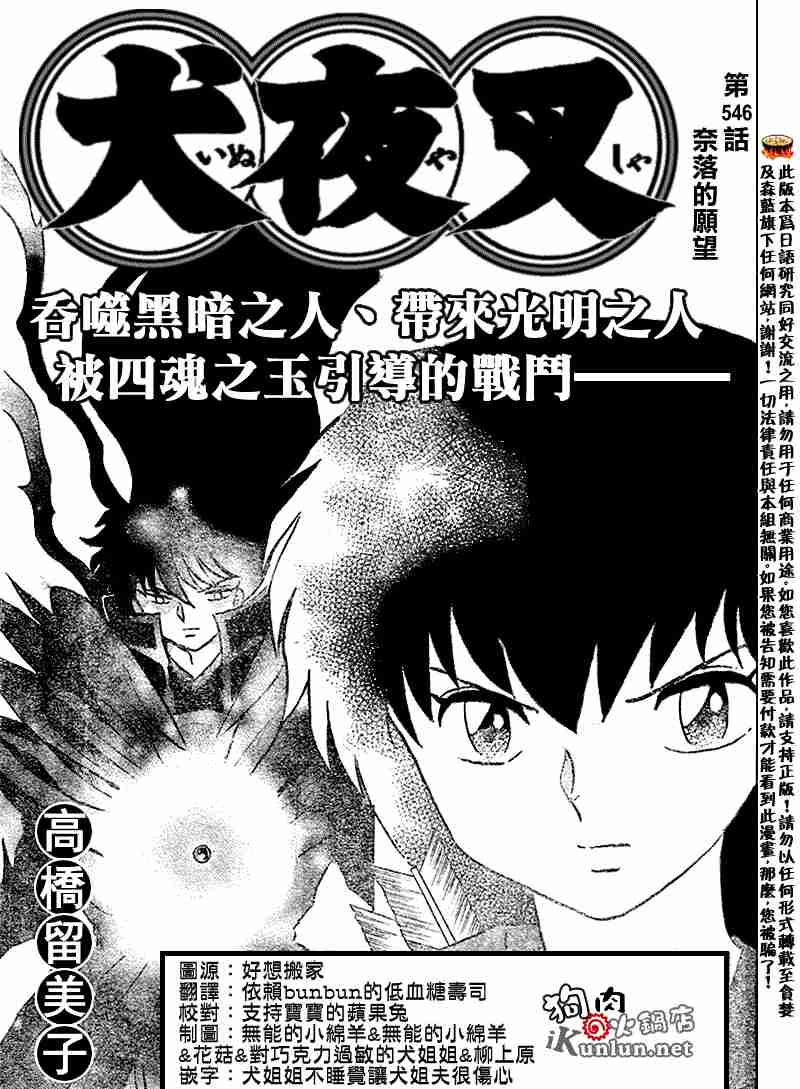 犬夜叉
いぬ や しゃ
第546話
奈落的願望
吞噬黑暗之人、帶來光明之人
被四魂之玉引導的戰鬥——
高橋留美子
此版本爲日語研究同好交流之用，請勿用于任何商業用途。如您喜歡此作品，請支持正版！請勿以任何形式轉載至貪婪
及森藍旗下任何網站，謝謝！一切法律責任與本組無關。如果您被告知需要付款才能看到此漫畫，那麼，您被騙了！
圖源：好想搬家
翻譯：依賴bunbun的低血糖壽司
校對：支持寶寶的蘋果兔
制圖：無能的小綿羊&無能的小綿羊
&花菇&對巧克力過敏的犬姐姐&柳上原
嵌字：犬姐姐不睡覺讓犬姐夫很傷心
狗肉
火鍋店
iKunlun.net